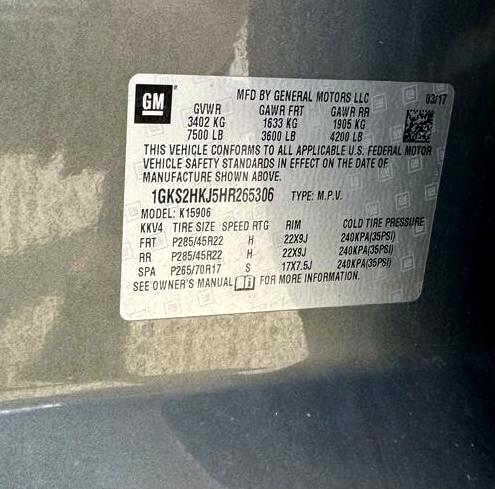 GM
MFD BY GENERAL MOTORS LLC 03/17
GVWR GAWR FRT GAWR RR
3402 KG 1633 KG 1905 KG
7500 LB 3600 LB 4200 LB
THIS VEHICLE CONFORMS TO ALL APPLICABLE U.S. FEDERAL MOTOR
VEHICLE SAFETY STANDARDS IN EFFECT ON THE DATE OF
MANUFACTURE SHOWN ABOVE.
1GKS2HKJ5HR265306 TYPE: M.P.V.
MODEL: K15906
KKV4 TIRE SIZE SPEED RTG RIM COLD TIRE PRESSURE
FRT P285/45R22 H 22X9J 240KPA(35PSI)
RR P285/45R22 H 22X9J 240KPA(35PSI)
SPA P265/70R17 S 17X7.5J 240KPA(35PSI)
SEE OWNER'S MANUAL FOR MORE INFORMATION.